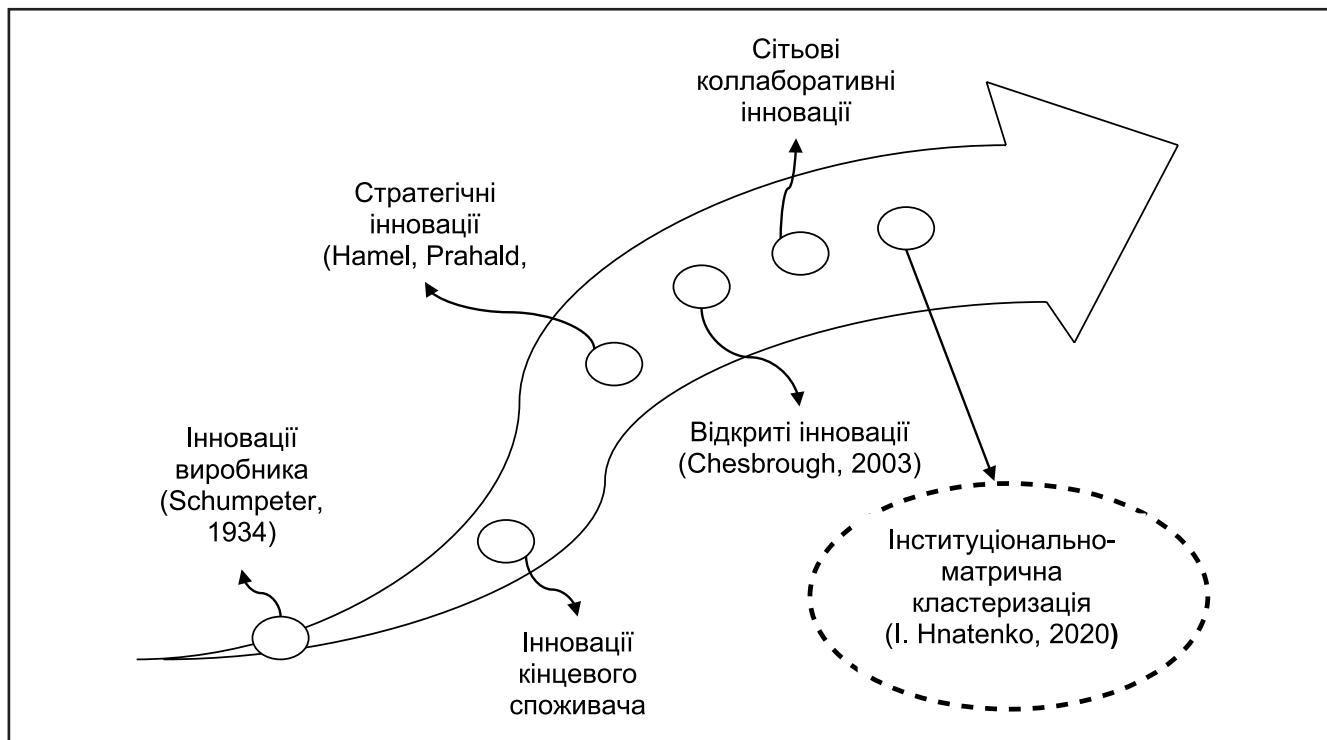 Сітьові
коллаборативні
інновації
Стратегічні
інновації
(Hamel, Prahald,
Інновації
виробника
(Schumpeter,
1934)
Відкриті інновації
(Chesbrough, 2003)
Інституціонально-
матрична
кластеризація
(I. Hnatenko, 2020)
Інновації
кінцевого
споживача